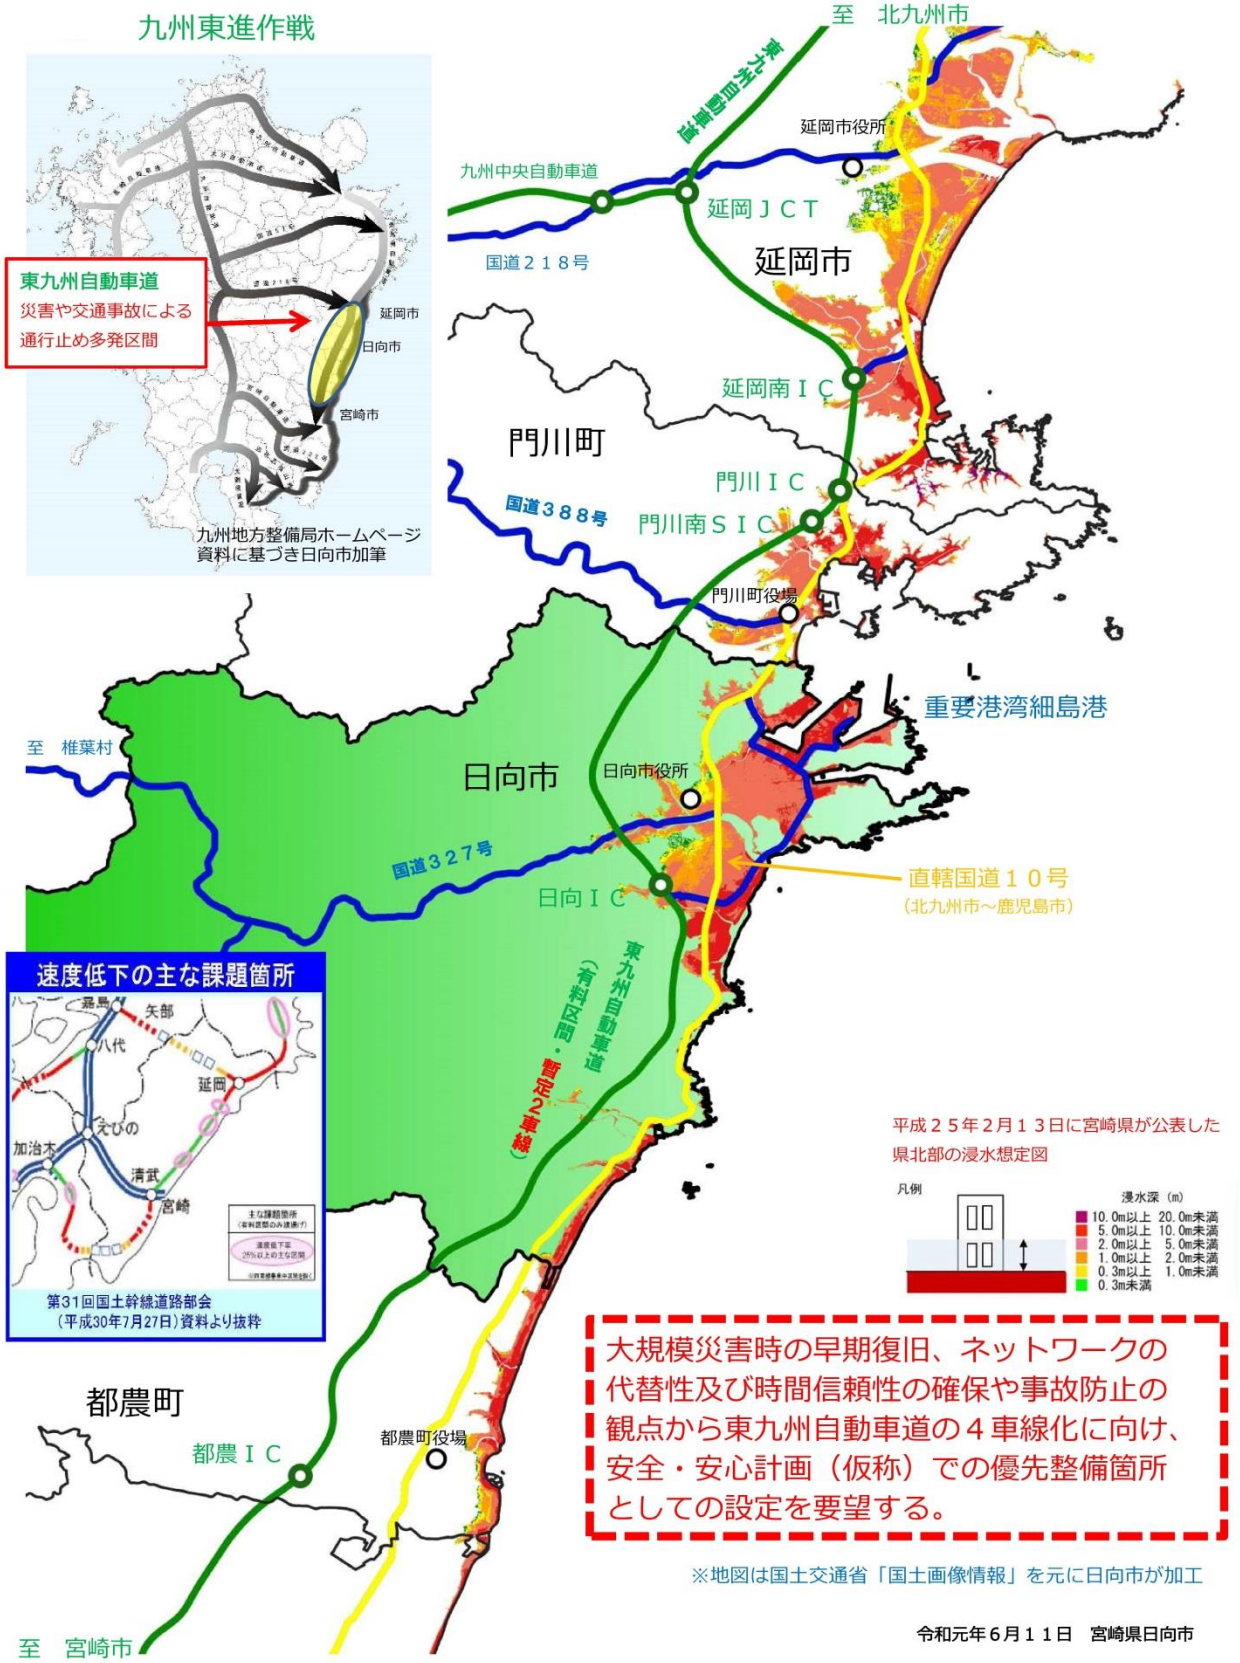 九州東進作戦
東九州自動車道
災害や交通事故による
通行止め多発区間
延岡市
日向市
宮崎市
九州地方整備局ホームページ
資料に基づき日向市加筆
至　北九州市
東九州自動車道
延岡市役所
九州中央自動車道
延岡ＪＣＴ
国道２１８号
延岡市
延岡南ＩＣ
門川町
門川ＩＣ
国道３８８号
門川南ＳＩＣ
門川町役場
重要港湾細島港
至　椎葉村
日向市
日向市役所
国道３２７号
直轄国道１０号
（北九州市～鹿児島市）
日向ＩＣ
東九州自動車道
（有料区間・暫定２車線）
速度低下の主な課題箇所
嘉島
矢部
八代
延岡
えびの
加治木
清武
宮崎
主な課題箇所
速度低下率
25%以上の主な区間
第31回国土幹線道路部会
（平成30年7月27日）資料より抜粋
平成２５年２月１３日に宮崎県が公表した
県北部の浸水想定図
凡例
浸水深（m）
10.0m以上 20.0m未満
5.0m以上 10.0m未満
2.0m以上 5.0m未満
1.0m以上 2.0m未満
0.3m以上 1.0m未満
0.3m未満
大規模災害時の早期復旧、ネットワークの
代替性及び時間信頼性の確保や事故防止の
観点から東九州自動車道の４車線化に向け、
安全・安心計画（仮称）での優先整備箇所
としての設定を要望する。
都農町
都農ＩＣ
都農町役場
※地図は国土交通省「国土画像情報」を元に日向市が加工
至　宮崎市
令和元年６月１１日　宮崎県日向市